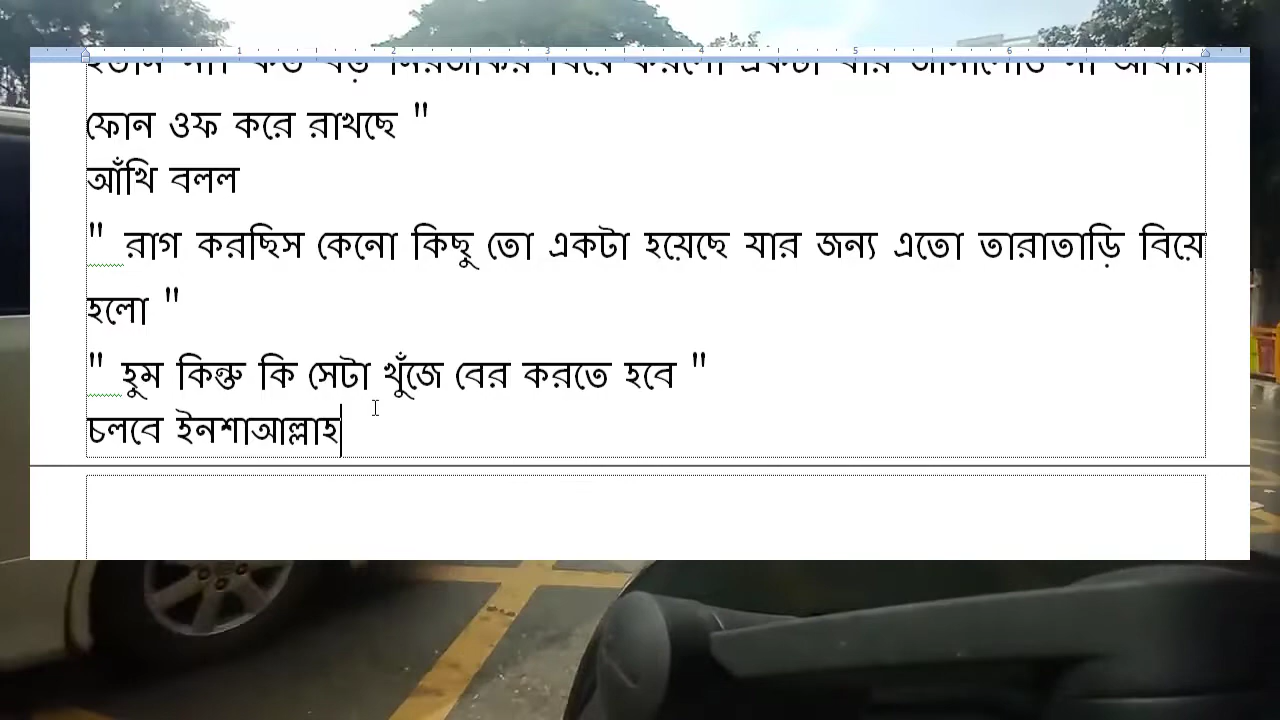 ফোন ওফ করে রাখছে "
আঁখি বলল
" রাগ করছিস কেনো কিছু তো একটা হয়েছে যার জন্য এতো তারাতাড়ি বিয়ে
হলো "
" হুম কিন্তু কি সেটা খুঁজে বের করতে হবে "
চলবে ইনশাআল্লাহ